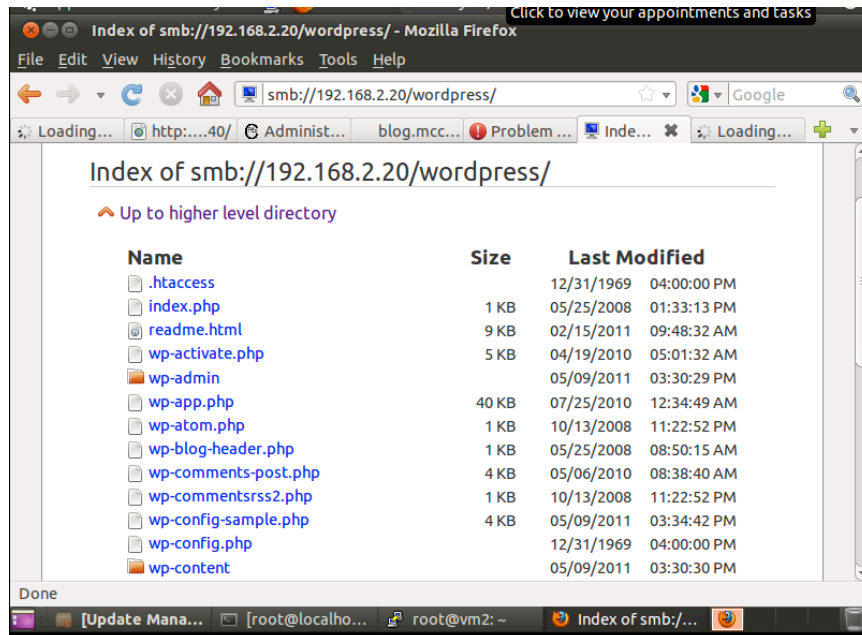 Click to view your appointments and tasks
Index of smb://192.168.2.20/wordpress/ - Mozilla Firefox
File Edit View History Bookmarks Tools Help
smb://192.168.2.20/wordpress/ Google
Loading... http:....40/ Administ... blog.mcc... Problem ... Inde... Loading...
Index of smb://192.168.2.20/wordpress/
Up to higher level directory
Name Size Last Modified
.htaccess 12/31/1969 04:00:00 PM
index.php 1 KB 05/25/2008 01:33:13 PM
readme.html 9 KB 02/15/2011 09:48:32 AM
wp-activate.php 5 KB 04/19/2010 05:01:32 AM
wp-admin 05/09/2011 03:30:29 PM
wp-app.php 40 KB 07/25/2010 12:34:49 AM
wp-atom.php 1 KB 10/13/2008 11:22:52 PM
wp-blog-header.php 1 KB 05/25/2008 08:50:15 AM
wp-comments-post.php 4 KB 05/06/2010 08:38:40 AM
wp-commentsrss2.php 1 KB 10/13/2008 11:22:52 PM
wp-config-sample.php 4 KB 05/09/2011 03:34:42 PM
wp-config.php 12/31/1969 04:00:00 PM
wp-content 05/09/2011 03:30:30 PM
Done
[Update Mana... [root@localho... root@vm2: ~ Index of smb:/...